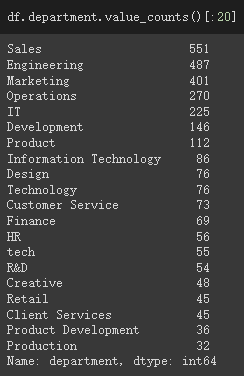 df.department.value_counts()[:20]
Sales 551
Engineering 487
Marketing 401
Operations 270
IT 225
Development 146
Product 112
Information Technology 86
Design 76
Technology 76
Customer Service 73
Finance 69
HR 56
tech 55
R&D 54
Creative 48
Retail 45
Client Services 45
Product Development 36
Production 32
Name: department, dtype: int64